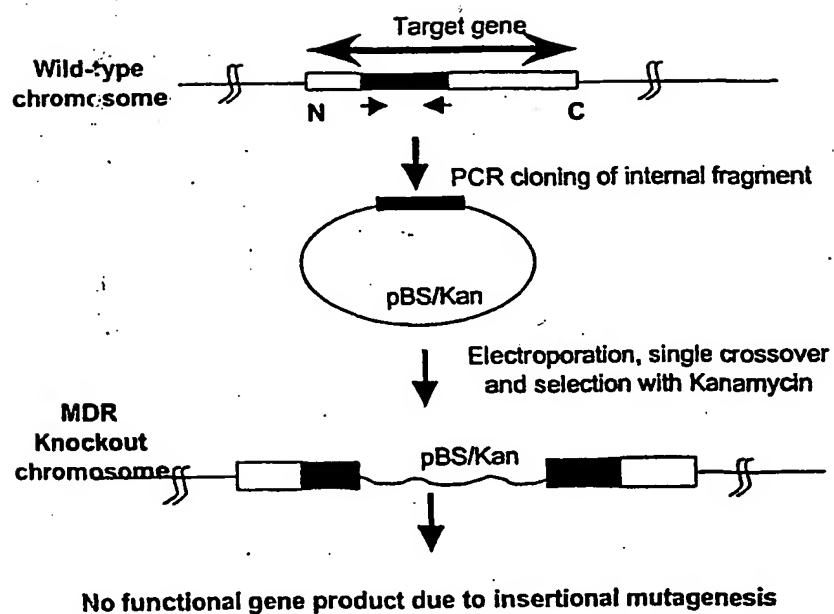 Target gene
Wild-type
chromosome
N
C
PCR cloning of internal fragment
pBS/Kan
Electroporation, single crossover
and selection with Kanamycin
MDR
Knockout
chromosome
pBS/Kan
No functional gene product due to insertional mutagenesis